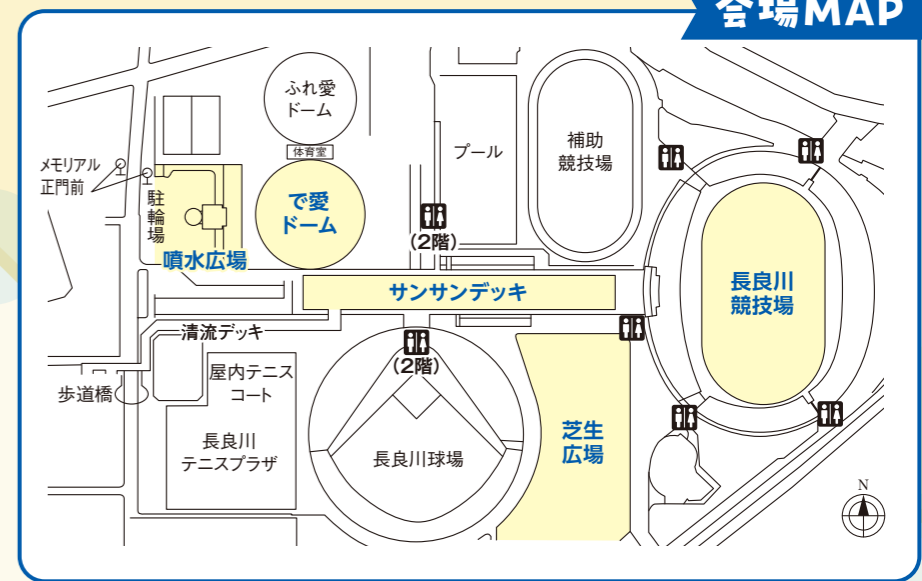 会場MAP
ふれ愛
ドーム
体育室
プール
補助
競技場
メモリアル
正門前
駐輪場
で愛
ドーム
(2階)
噴水広場
サンサンデッキ
長良川
競技場
清流デッキ
(2階)
屋内テニス
コート
歩道橋
長良川
テニスプラザ
長良川球場
芝生
広場
N